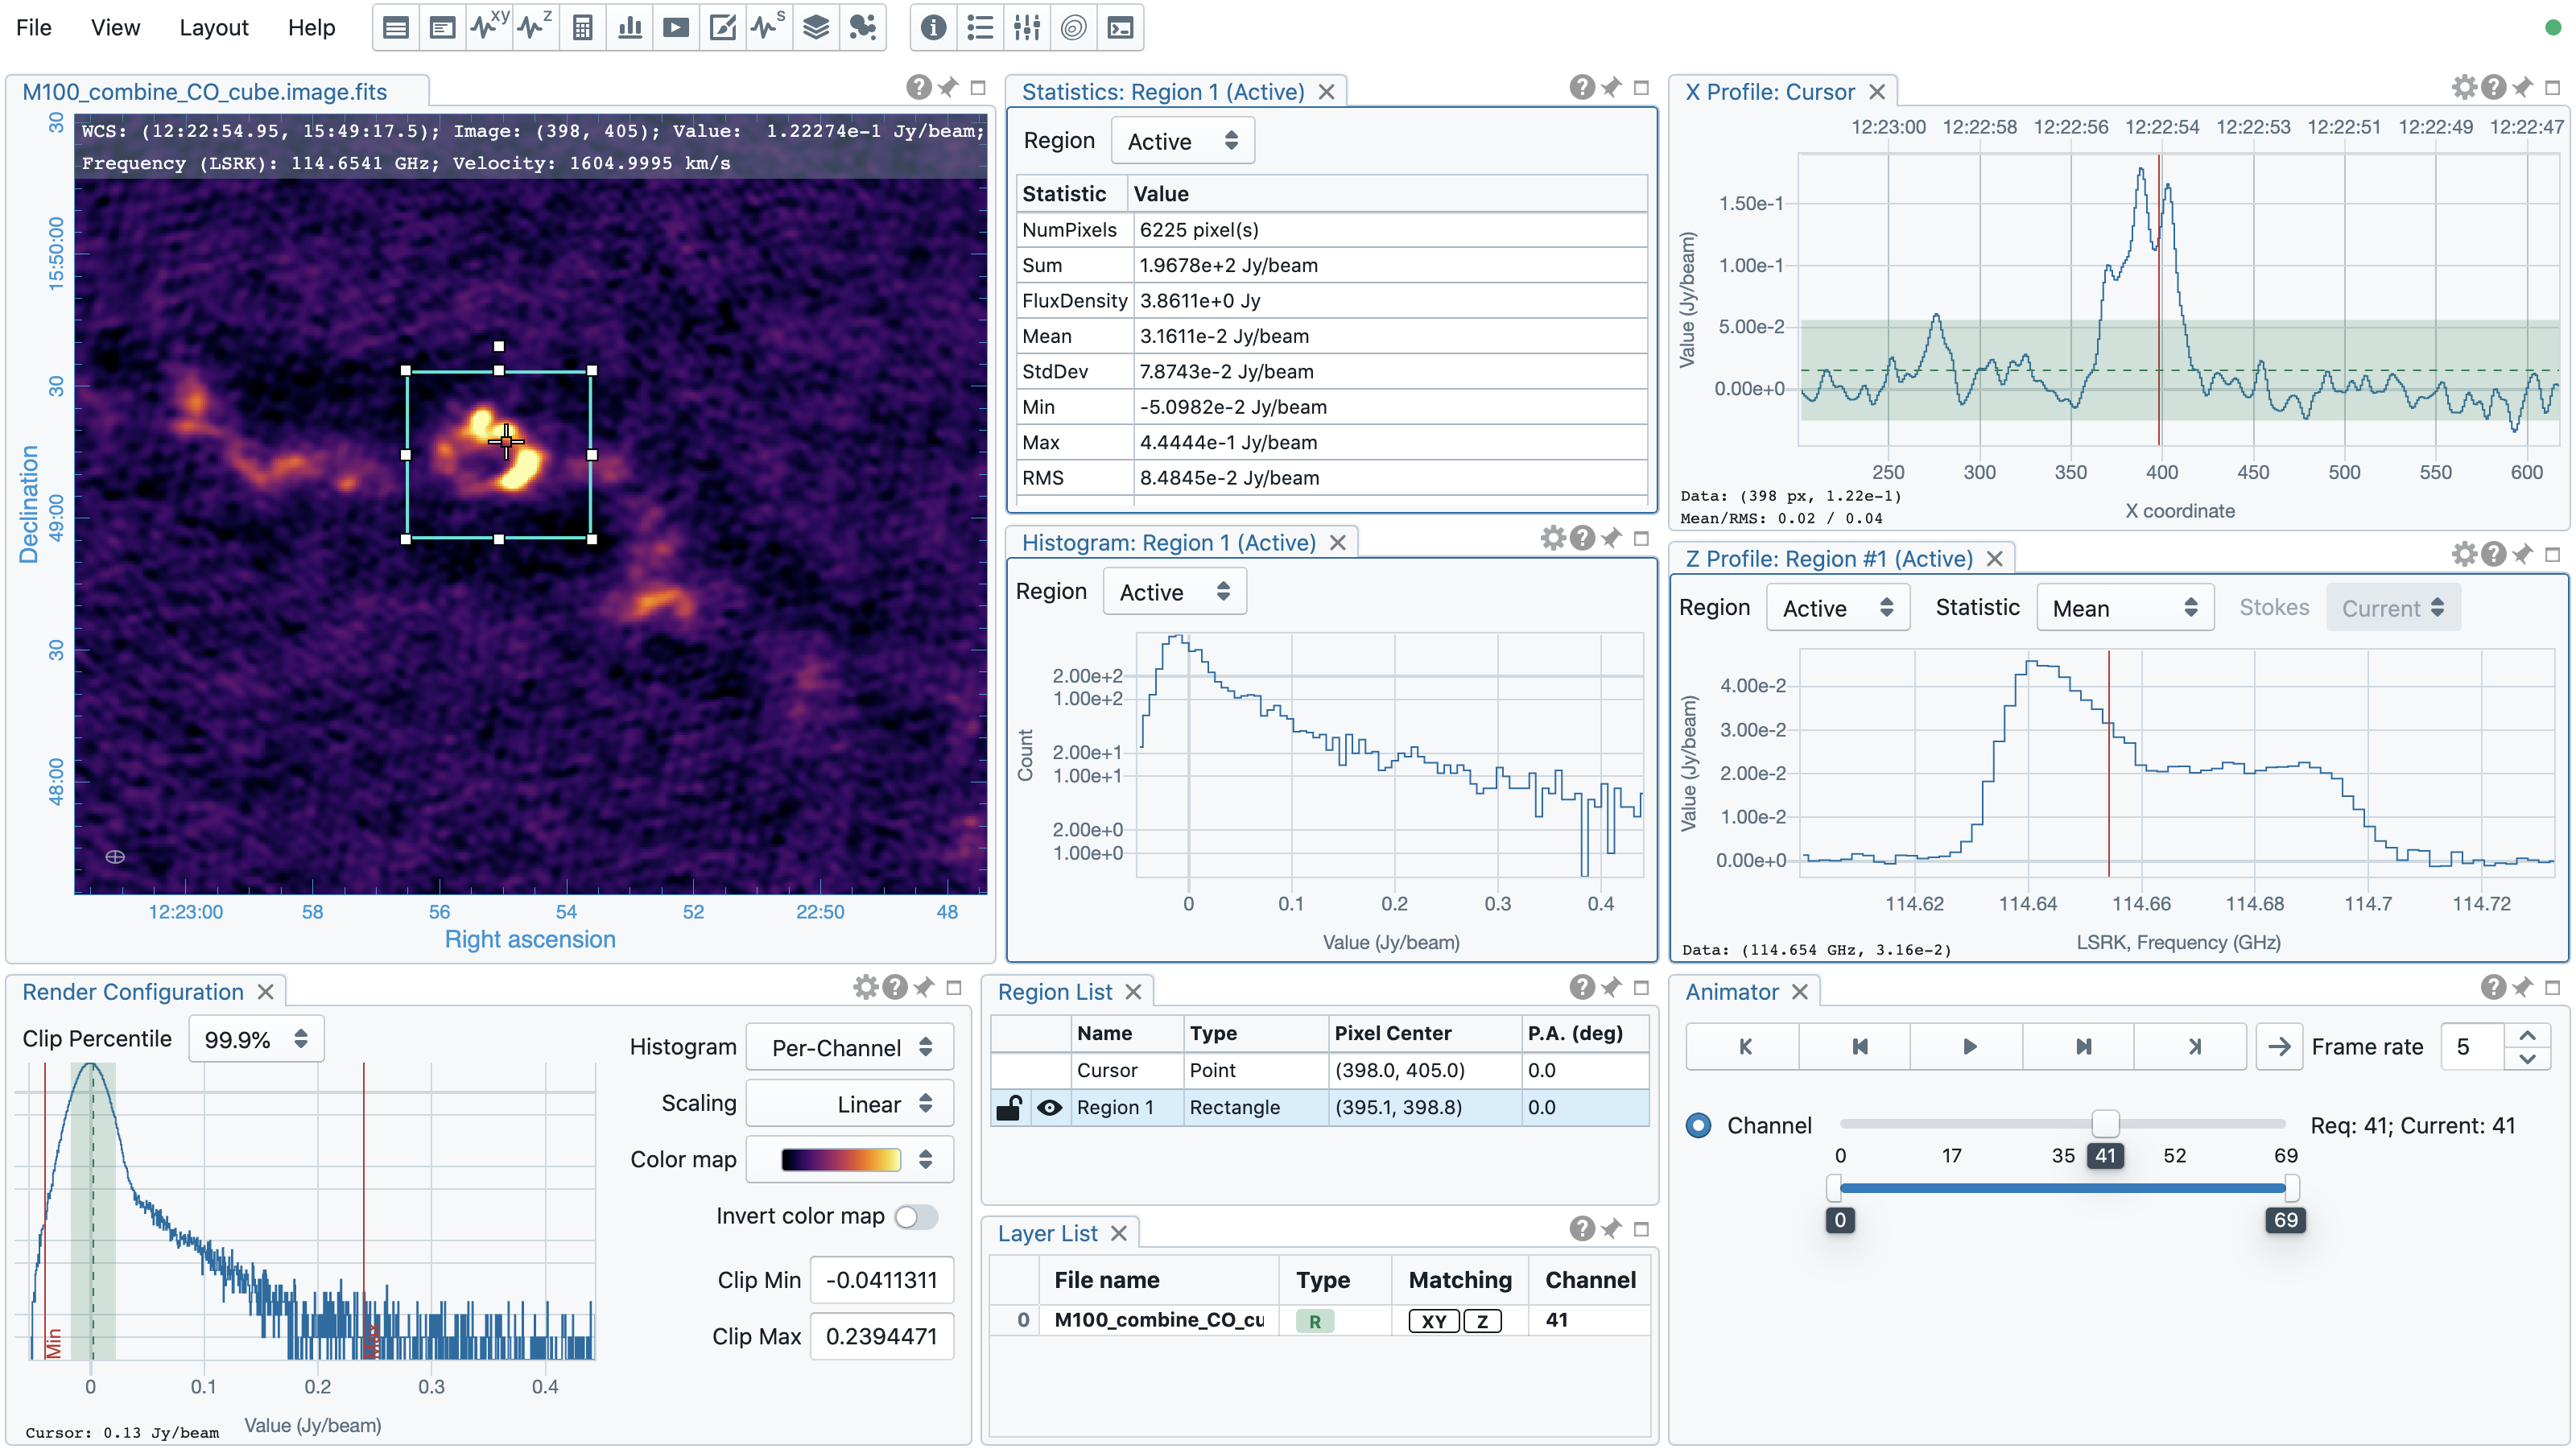 File View Layout Help
xy z s
M100_combine_CO_cube.image.fits
WCS: (12:22:54.95, 15:49:17.5); Image: (398, 405); Value:  1.22274e-1 Jy/beam;
Frequency (LSRK): 114.6541 GHz; Velocity: 1604.9995 km/s
30
15:50:00
30
49:00
30
48:00
Declination
12:23:00 58 56 54 52 22:50 48
Right ascension
Statistics: Region 1 (Active)
Region Active
Statistic Value
NumPixels 6225 pixel(s)
Sum 1.9678e+2 Jy/beam
FluxDensity 3.8611e+0 Jy
Mean 3.1611e-2 Jy/beam
StdDev 7.8743e-2 Jy/beam
Min -5.0982e-2 Jy/beam
Max 4.4444e-1 Jy/beam
RMS 8.4845e-2 Jy/beam
Histogram: Region 1 (Active)
Region Active
2.00e+2
1.00e+2
2.00e+1
1.00e+1
2.00e+0
1.00e+0
Count
0 0.1 0.2 0.3 0.4
Value (Jy/beam)
X Profile: Cursor
12:23:00 12:22:58 12:22:56 12:22:54 12:22:53 12:22:51 12:22:49 12:22:47
1.50e-1
1.00e-1
5.00e-2
0.00e+0
Value (Jy/beam)
250 300 350 400 450 500 550 600
X coordinate
Data: (398 px, 1.22e-1)
Mean/RMS: 0.02 / 0.04
Z Profile: Region #1 (Active)
Region Active Statistic Mean Stokes Current
4.00e-2
3.00e-2
2.00e-2
1.00e-2
0.00e+0
Value (Jy/beam)
114.62 114.64 114.66 114.68 114.7 114.72
LSRK, Frequency (GHz)
Data: (114.654 GHz, 3.16e-2)
Render Configuration
Clip Percentile 99.9%
Min Max
0 0.1 0.2 0.3 0.4
Value (Jy/beam)
Cursor: 0.13 Jy/beam
Histogram Per-Channel
Scaling Linear
Color map
Invert color map
Clip Min -0.0411311
Clip Max 0.2394471
Region List
Name Type Pixel Center P.A. (deg)
Cursor Point (398.0, 405.0) 0.0
Region 1 Rectangle (395.1, 398.8) 0.0
Layer List
File name Type Matching Channel
0 M100_combine_CO_cu R XY Z 41
Animator
Frame rate 5
Channel Req: 41; Current: 41
0 17 35 41 52 69
0 69